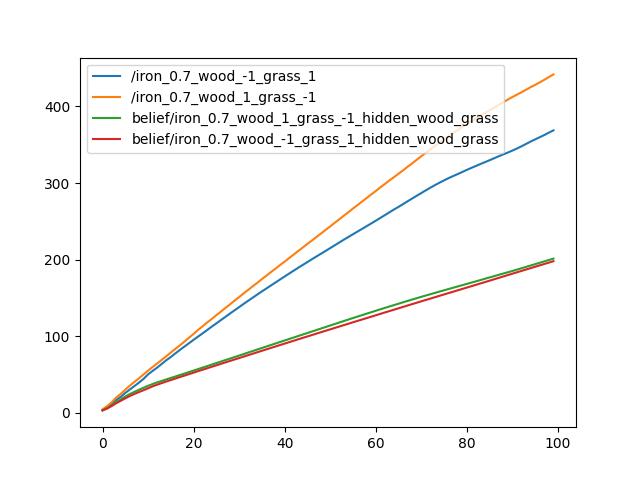 /iron_0.7_wood_-1_grass_1
/iron_0.7_wood_1_grass_-1
belief/iron_0.7_wood_1_grass_-1_hidden_wood_grass
belief/iron_0.7_wood_-1_grass_1_hidden_wood_grass
400
300
200
100
0
0 20 40 60 80 100